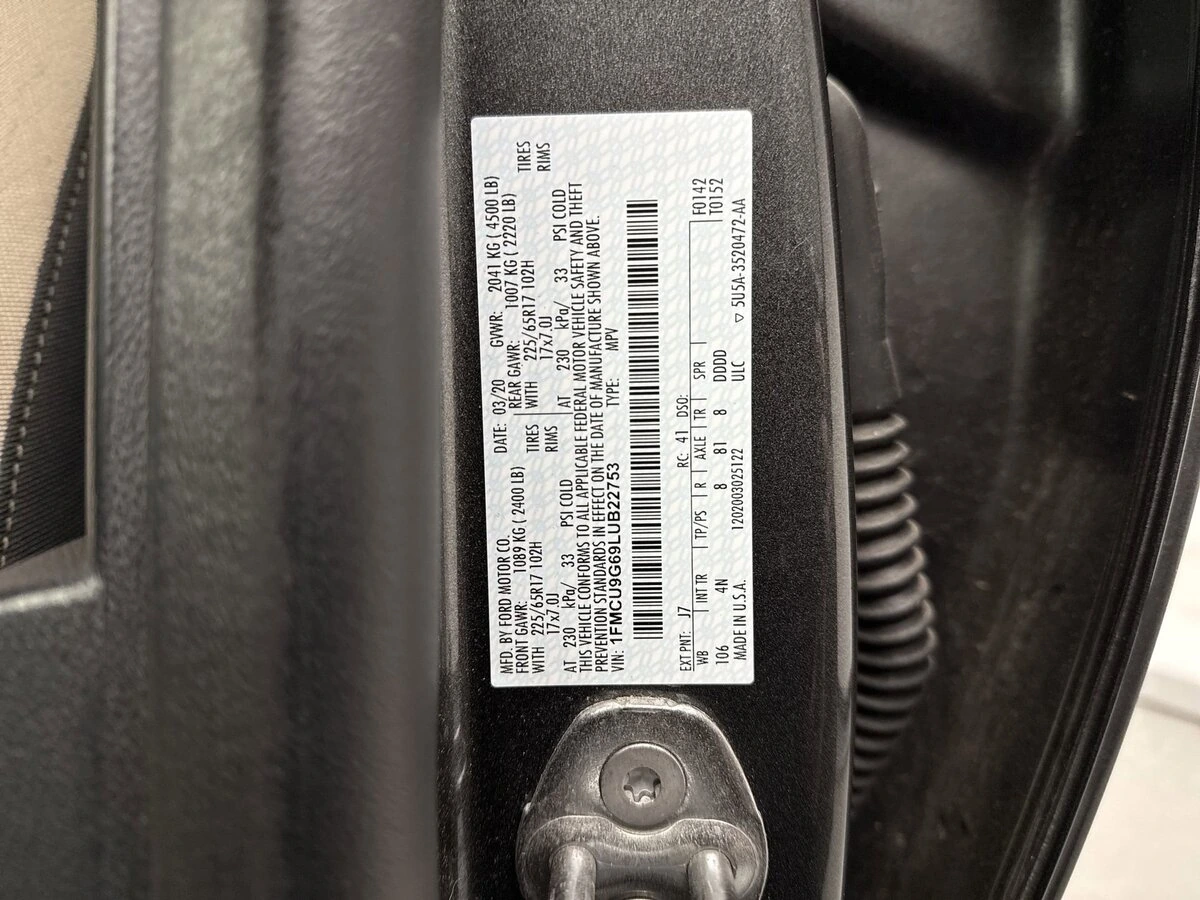 MFD. BY FORD MOTOR CO.
DATE: 03/20 GVWR: 2041 KG ( 4500 LB)
FRONT GAWR: 1089 KG ( 2400 LB) REAR GAWR: 1007 KG ( 2220 LB)
WITH 225/65R17 102H TIRES WITH 225/65R17 102H TIRES
17x7.0J RIMS 17x7.0J RIMS
AT 230 kPa/ 33 PSI COLD AT 230 kPa/ 33 PSI COLD
THIS VEHICLE CONFORMS TO ALL APPLICABLE FEDERAL MOTOR VEHICLE SAFETY AND THEFT
PREVENTION STANDARDS IN EFFECT ON THE DATE OF MANUFACTURE SHOWN ABOVE.
VIN: 1FMCU9G69LUB22753 TYPE: MPV
EXT PNT: J7 RC: 41 DSO: F0142
WB INT TR TP/PS R AXLE TR SPR T0152
106 4N 8 81 8 DDDD
MADE IN U.S.A. 1202003025122 ULC ▽ 5U5A-3520472-AA